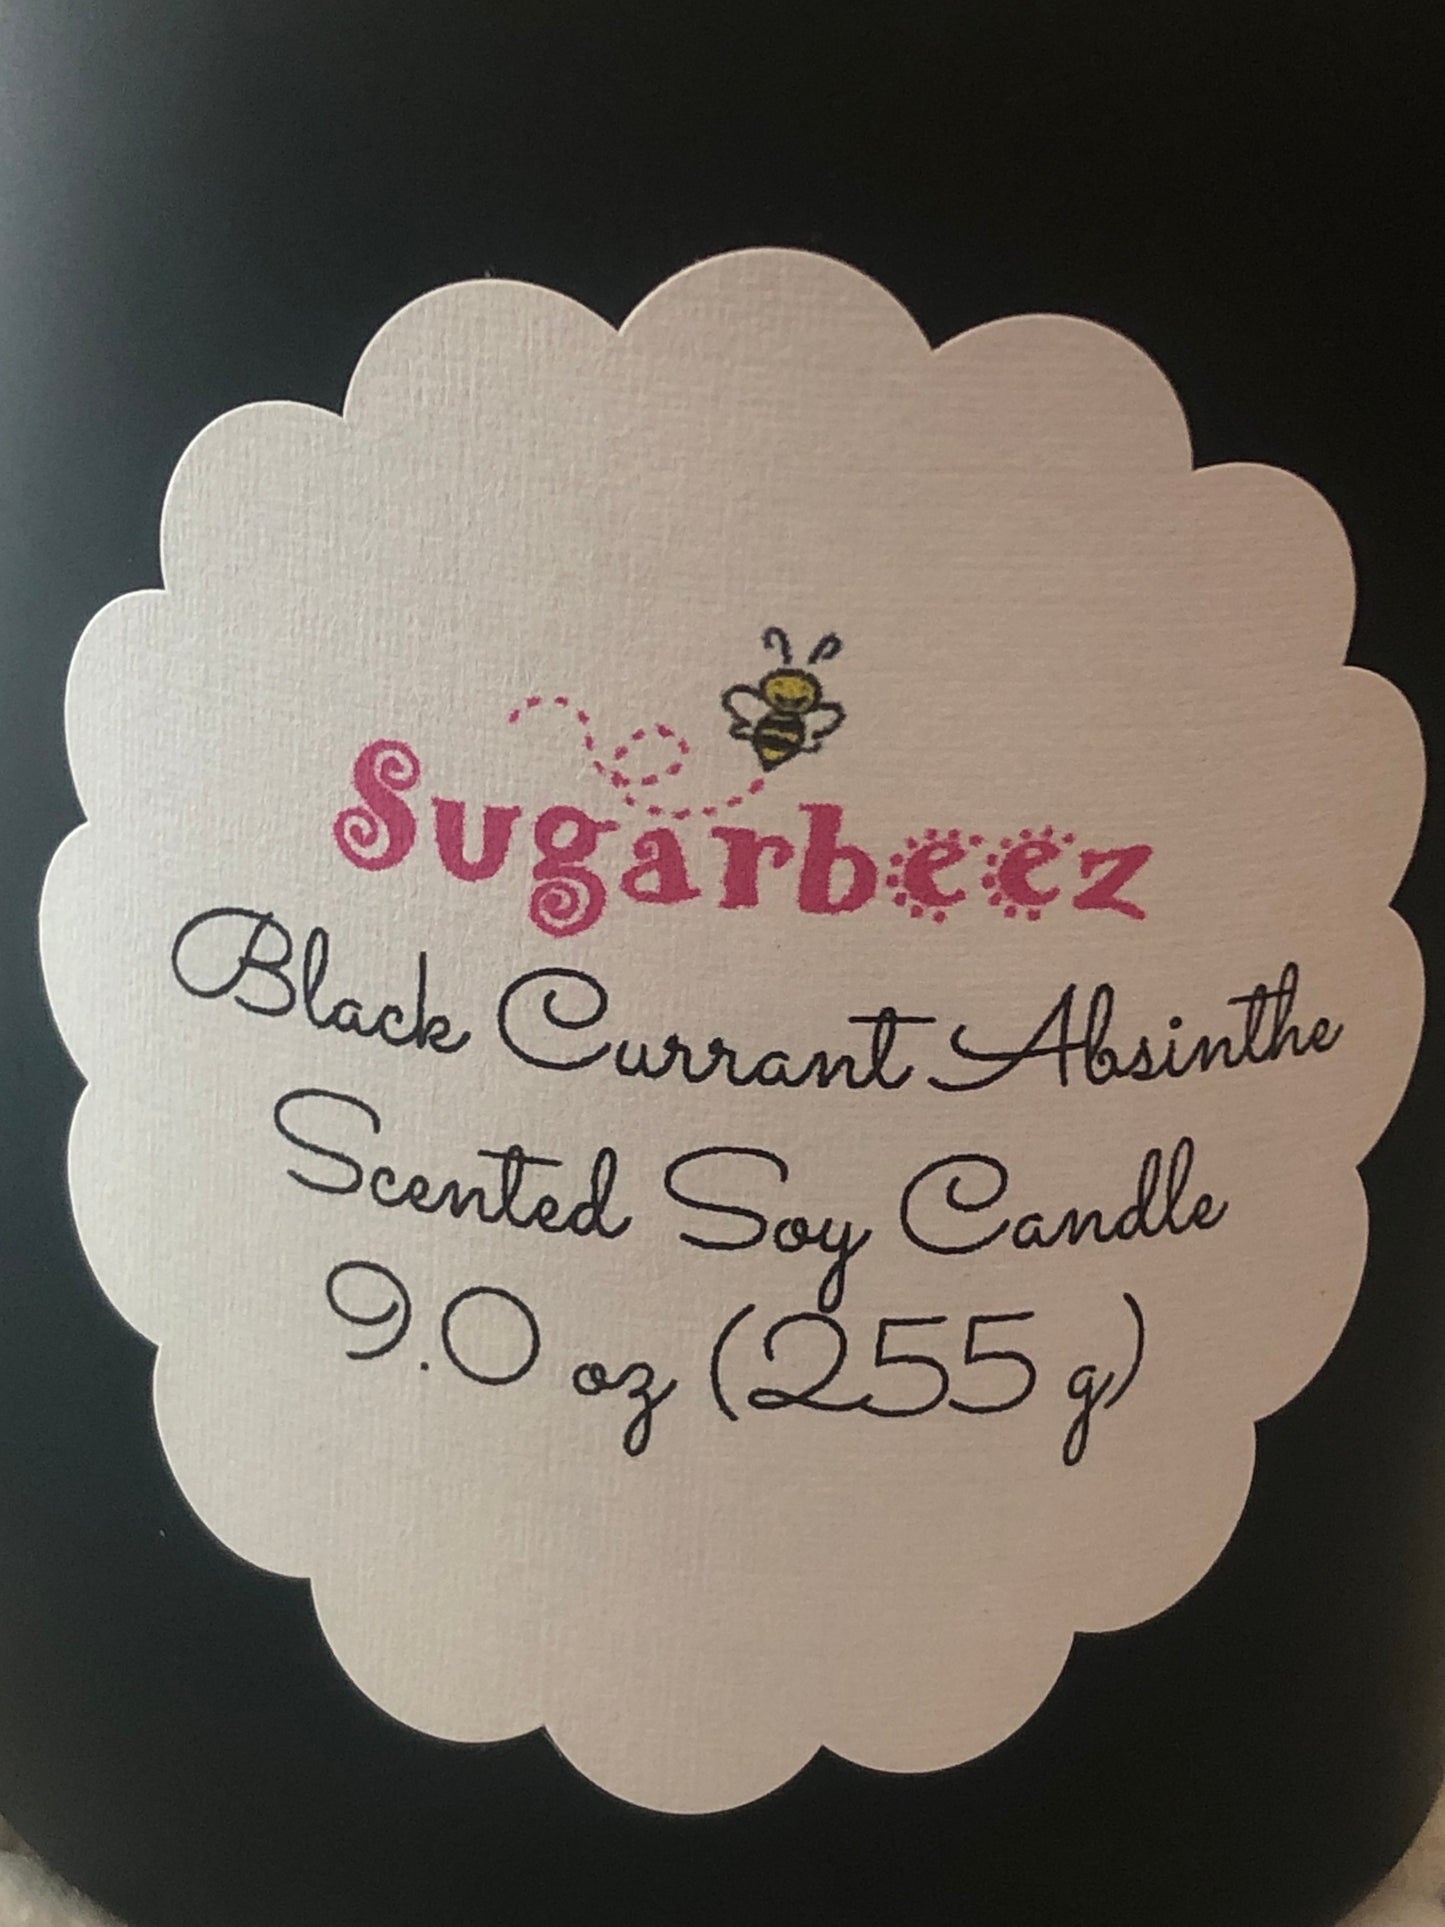 Sugarbeez
Black Currant Absinthe
Scented Soy Candle
9.0 oz (255 g)